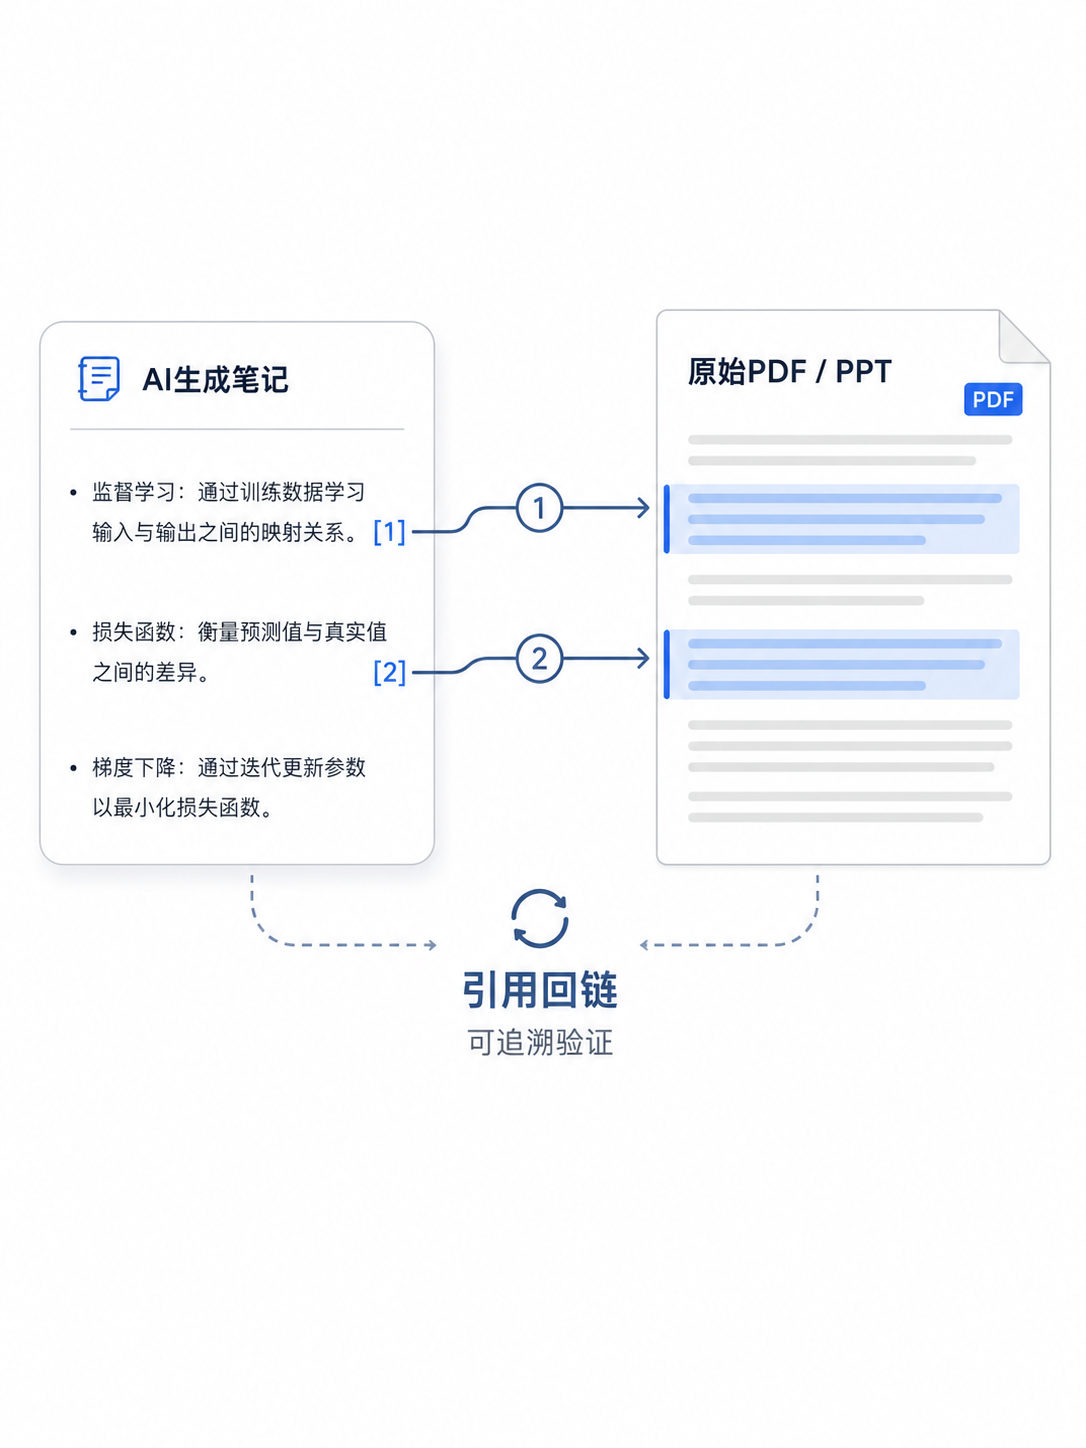 AI生成笔记
• 监督学习：通过训练数据学习
输入与输出之间的映射关系。 [1]
• 损失函数：衡量预测值与真实值
之间的差异。 [2]
• 梯度下降：通过迭代更新参数
以最小化损失函数。
1
2
原始PDF / PPT
PDF
引用回链
可追溯验证